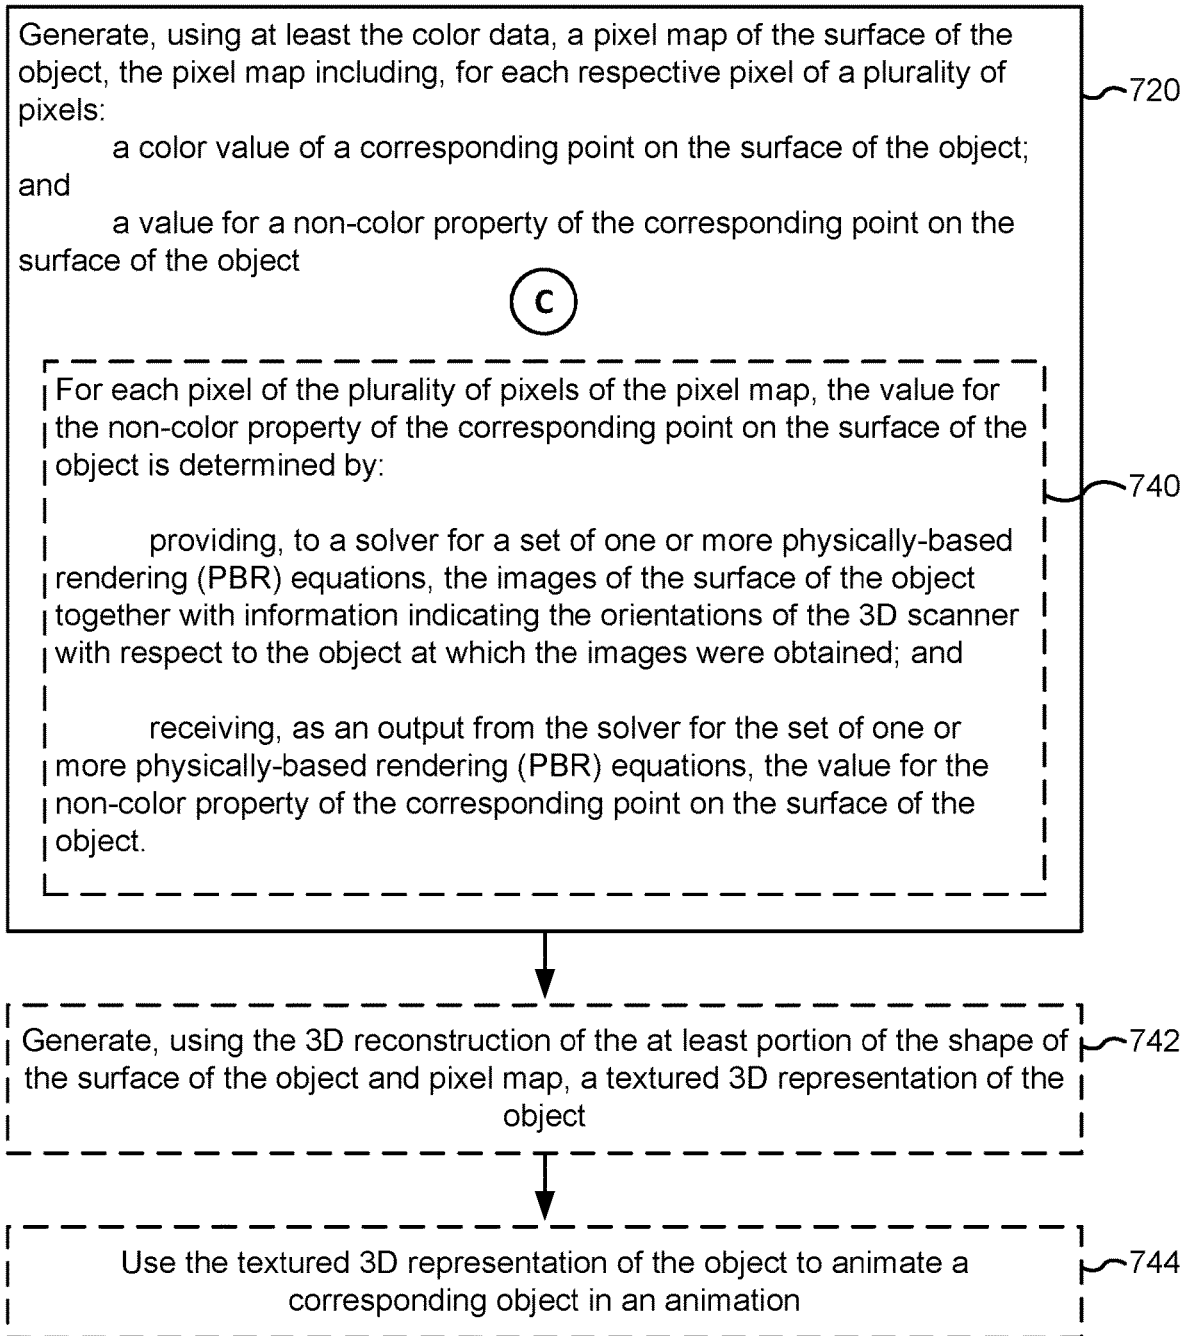 Generate, using at least the color data, a pixel map of the surface of the
object, the pixel map including, for each respective pixel of a plurality of
pixels:
a color value of a corresponding point on the surface of the object;
and
a value for a non-color property of the corresponding point on the
surface of the object
720
C
For each pixel of the plurality of pixels of the pixel map, the value for
the non-color property of the corresponding point on the surface of the
object is determined by:
740
providing, to a solver for a set of one or more physically-based
rendering (PBR) equations, the images of the surface of the object
together with information indicating the orientations of the 3D scanner
with respect to the object at which the images were obtained; and
receiving, as an output from the solver for the set of one or
more physically-based rendering (PBR) equations, the value for the
non-color property of the corresponding point on the surface of the
object.
Generate, using the 3D reconstruction of the at least portion of the shape of
the surface of the object and pixel map, a textured 3D representation of the
object
742
Use the textured 3D representation of the object to animate a
corresponding object in an animation
744